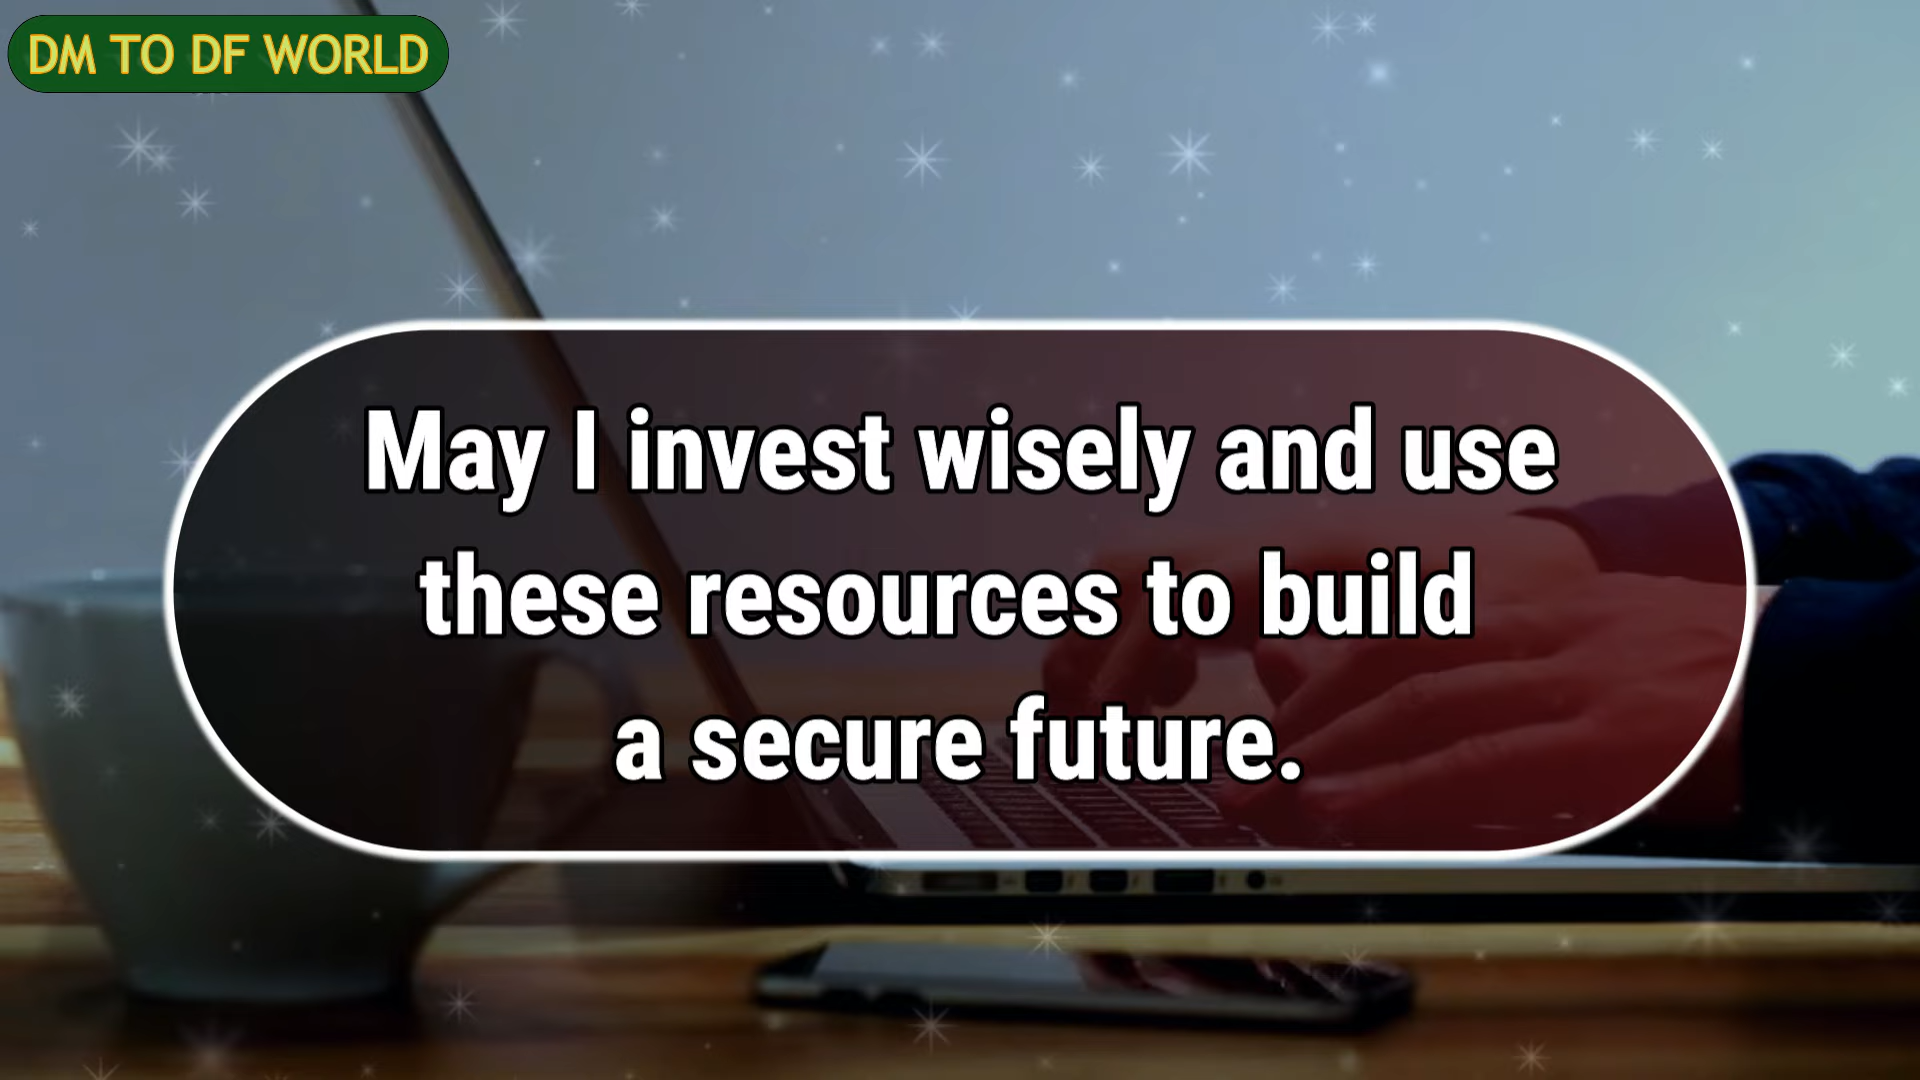 DM TO DF WORLD
May I invest wisely and use
these resources to build
a secure future.